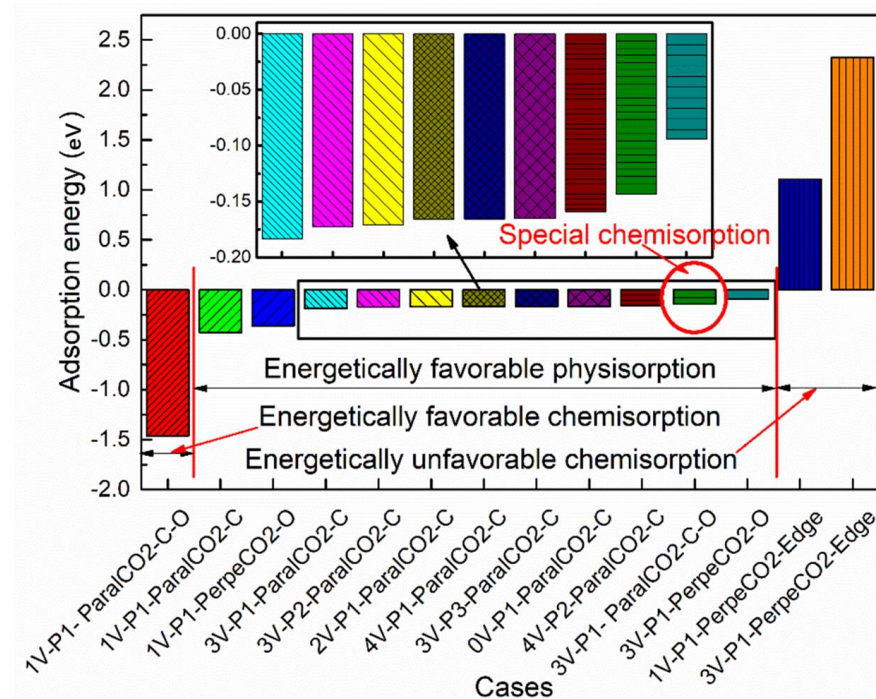 2.5
2.0
1.5
1.0
0.5
0.0
-0.5
-1.0
-1.5
-2.0
Adsorption energy (eV)
0.00
-0.05
-0.10
-0.15
-0.20
Special chemisorption
Energetically favorable physisorption
Energetically favorable chemisorption
Energetically unfavorable chemisorption
1V-P1- ParalCO2-C-O
1V-P1-ParalCO2-C
1V-P1-PerpeCO2-O
3V-P1-ParalCO2-C
3V-P2-ParalCO2-C
2V-P1-ParalCO2-C
4V-P1-ParalCO2-C
3V-P3-ParalCO2-C
0V-P1-ParalCO2-C
4V-P2-ParalCO2-C
3V-P1- ParalCO2-C-O
3V-P1-PerpeCO2-O
1V-P1-PerpeCO2-Edge
3V-P1-PerpeCO2-Edge
Cases